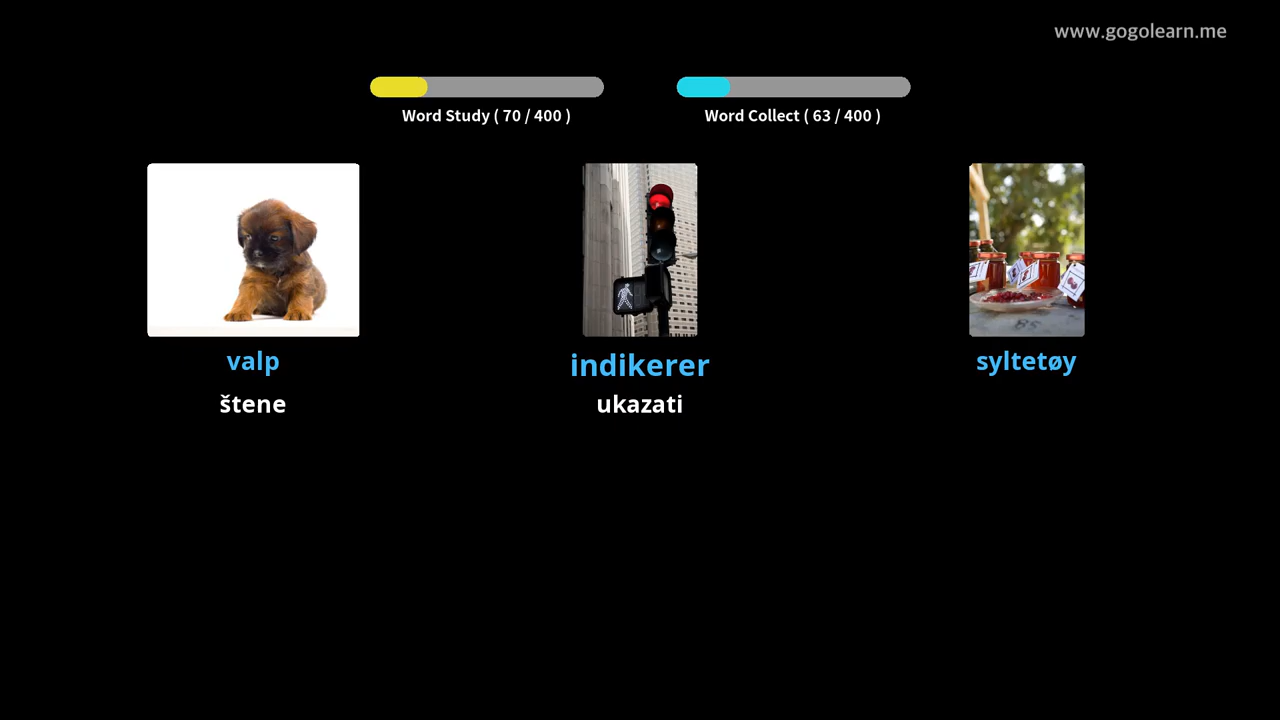 www.gogolearn.me
Word Study ( 70 / 400 )
Word Collect ( 63 / 400 )
valp
indikerer
syltetøy
štene
ukazati